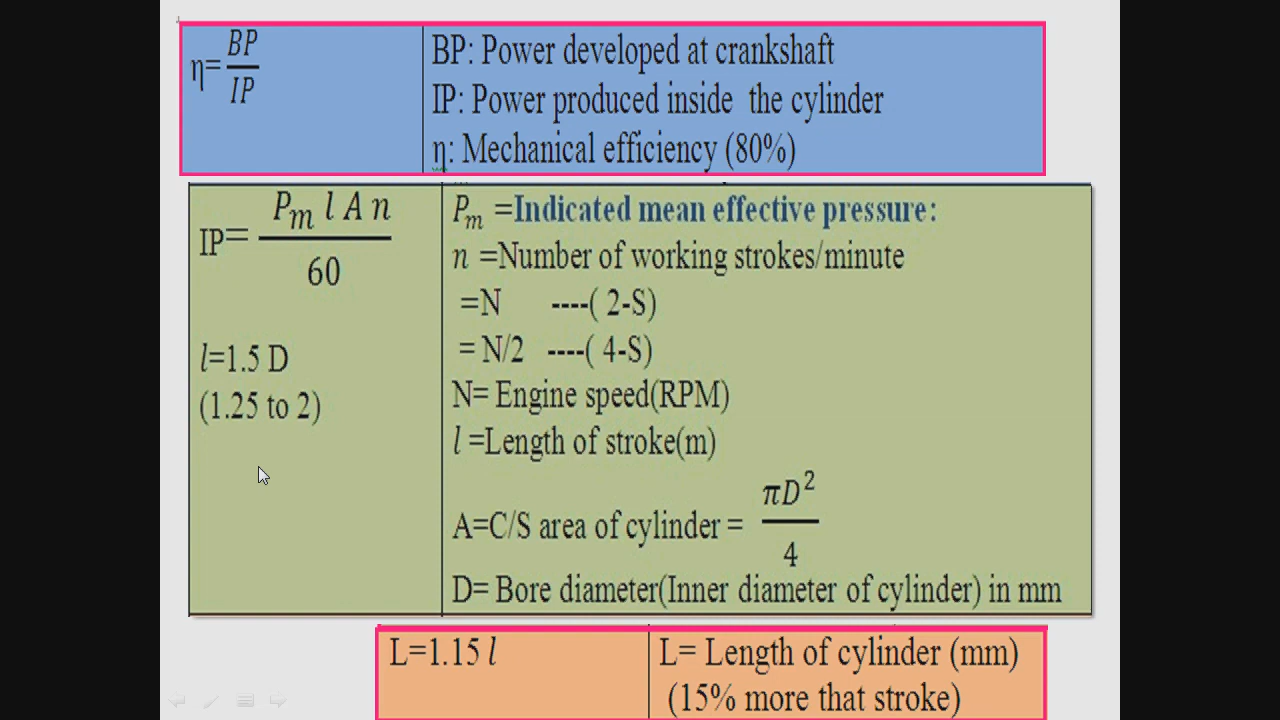 η= BP/IP
BP: Power developed at crankshaft
IP: Power produced inside the cylinder
η: Mechanical efficiency (80%)
IP= P_m l A n / 60
l=1.5 D
(1.25 to 2)
P_m =Indicated mean effective pressure:
n =Number of working strokes/minute
=N ----( 2-S)
= N/2 ----( 4-S)
N= Engine speed(RPM)
l =Length of stroke(m)
A=C/S area of cylinder = πD²/4
D= Bore diameter(Inner diameter of cylinder) in mm
L=1.15 l
L= Length of cylinder (mm)
(15% more that stroke)